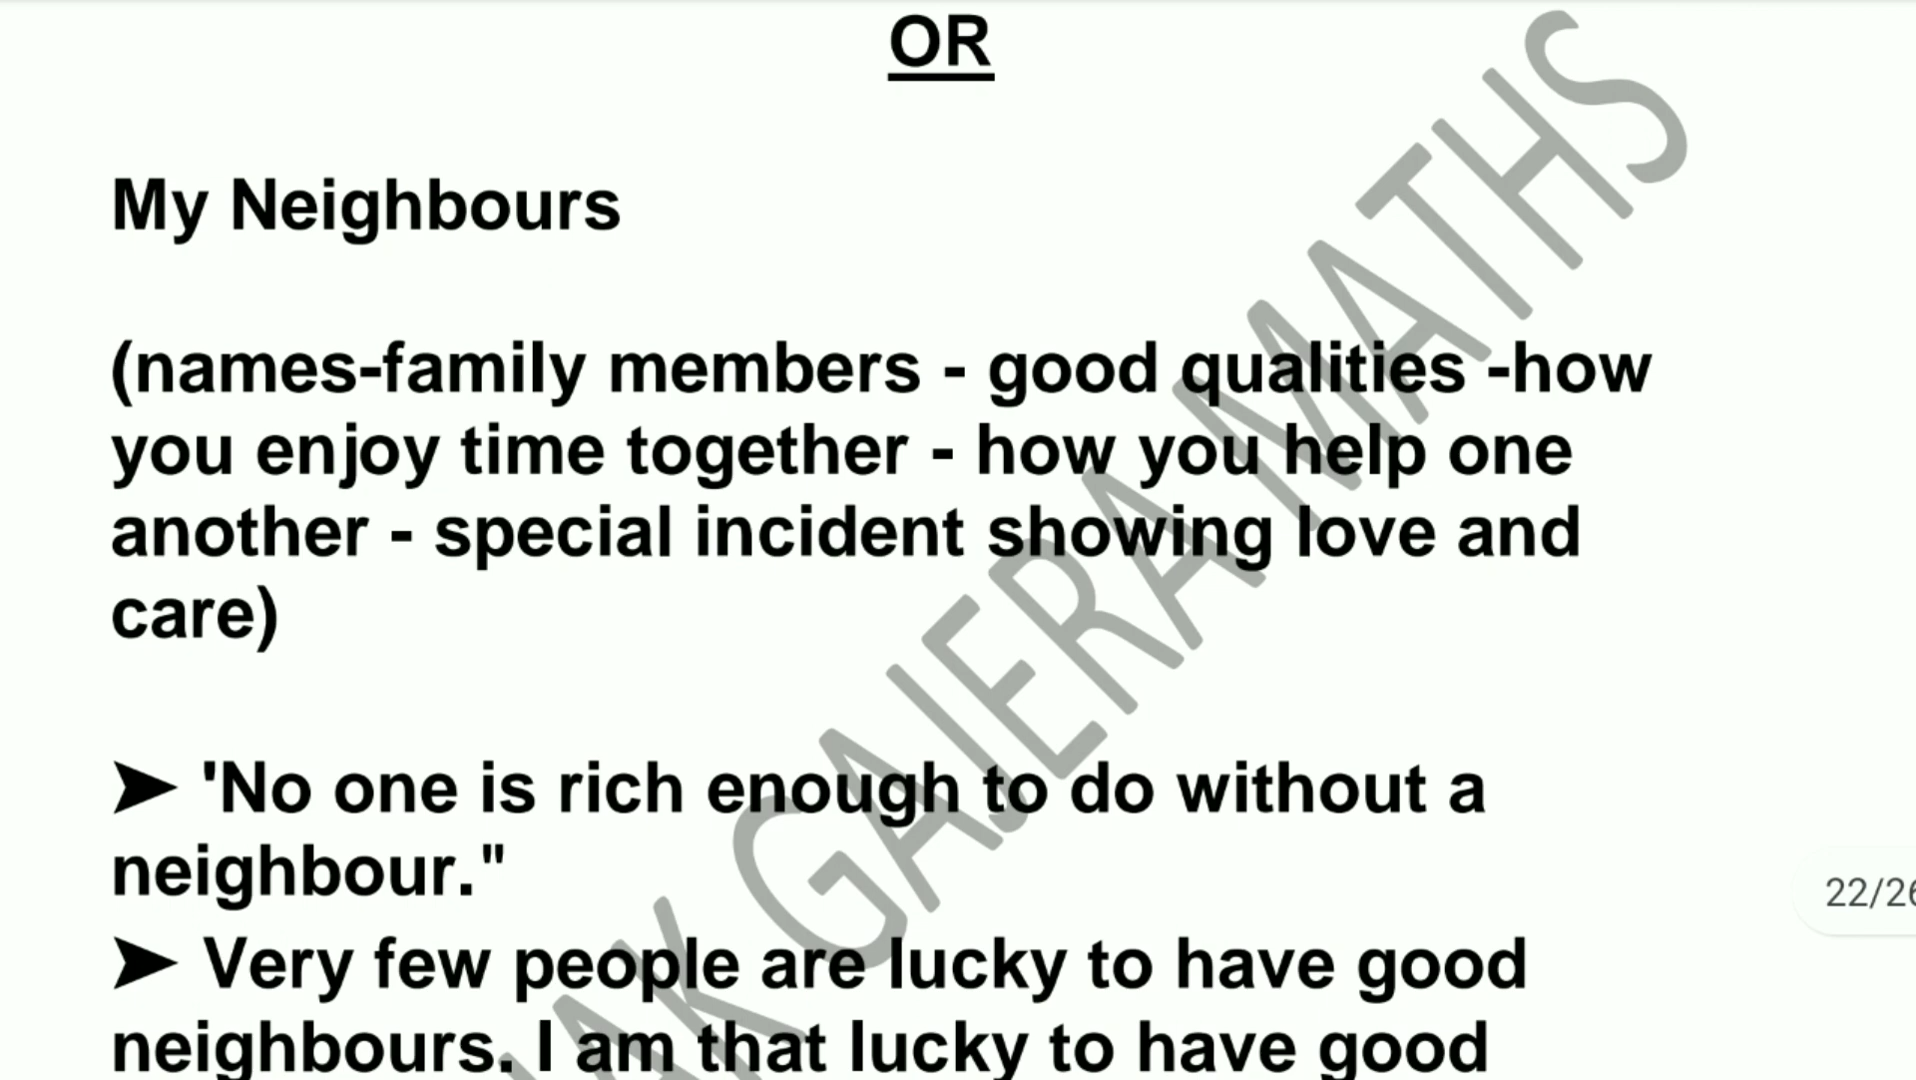 OR
My Neighbours
(names-family members - good qualities -how
you enjoy time together - how you help one
another - special incident showing love and
care)
➤ 'No one is rich enough to do without a
neighbour."
➤ Very few people are lucky to have good
neighbours. I am that lucky to have good
AK GAJERA MATHS
22/26